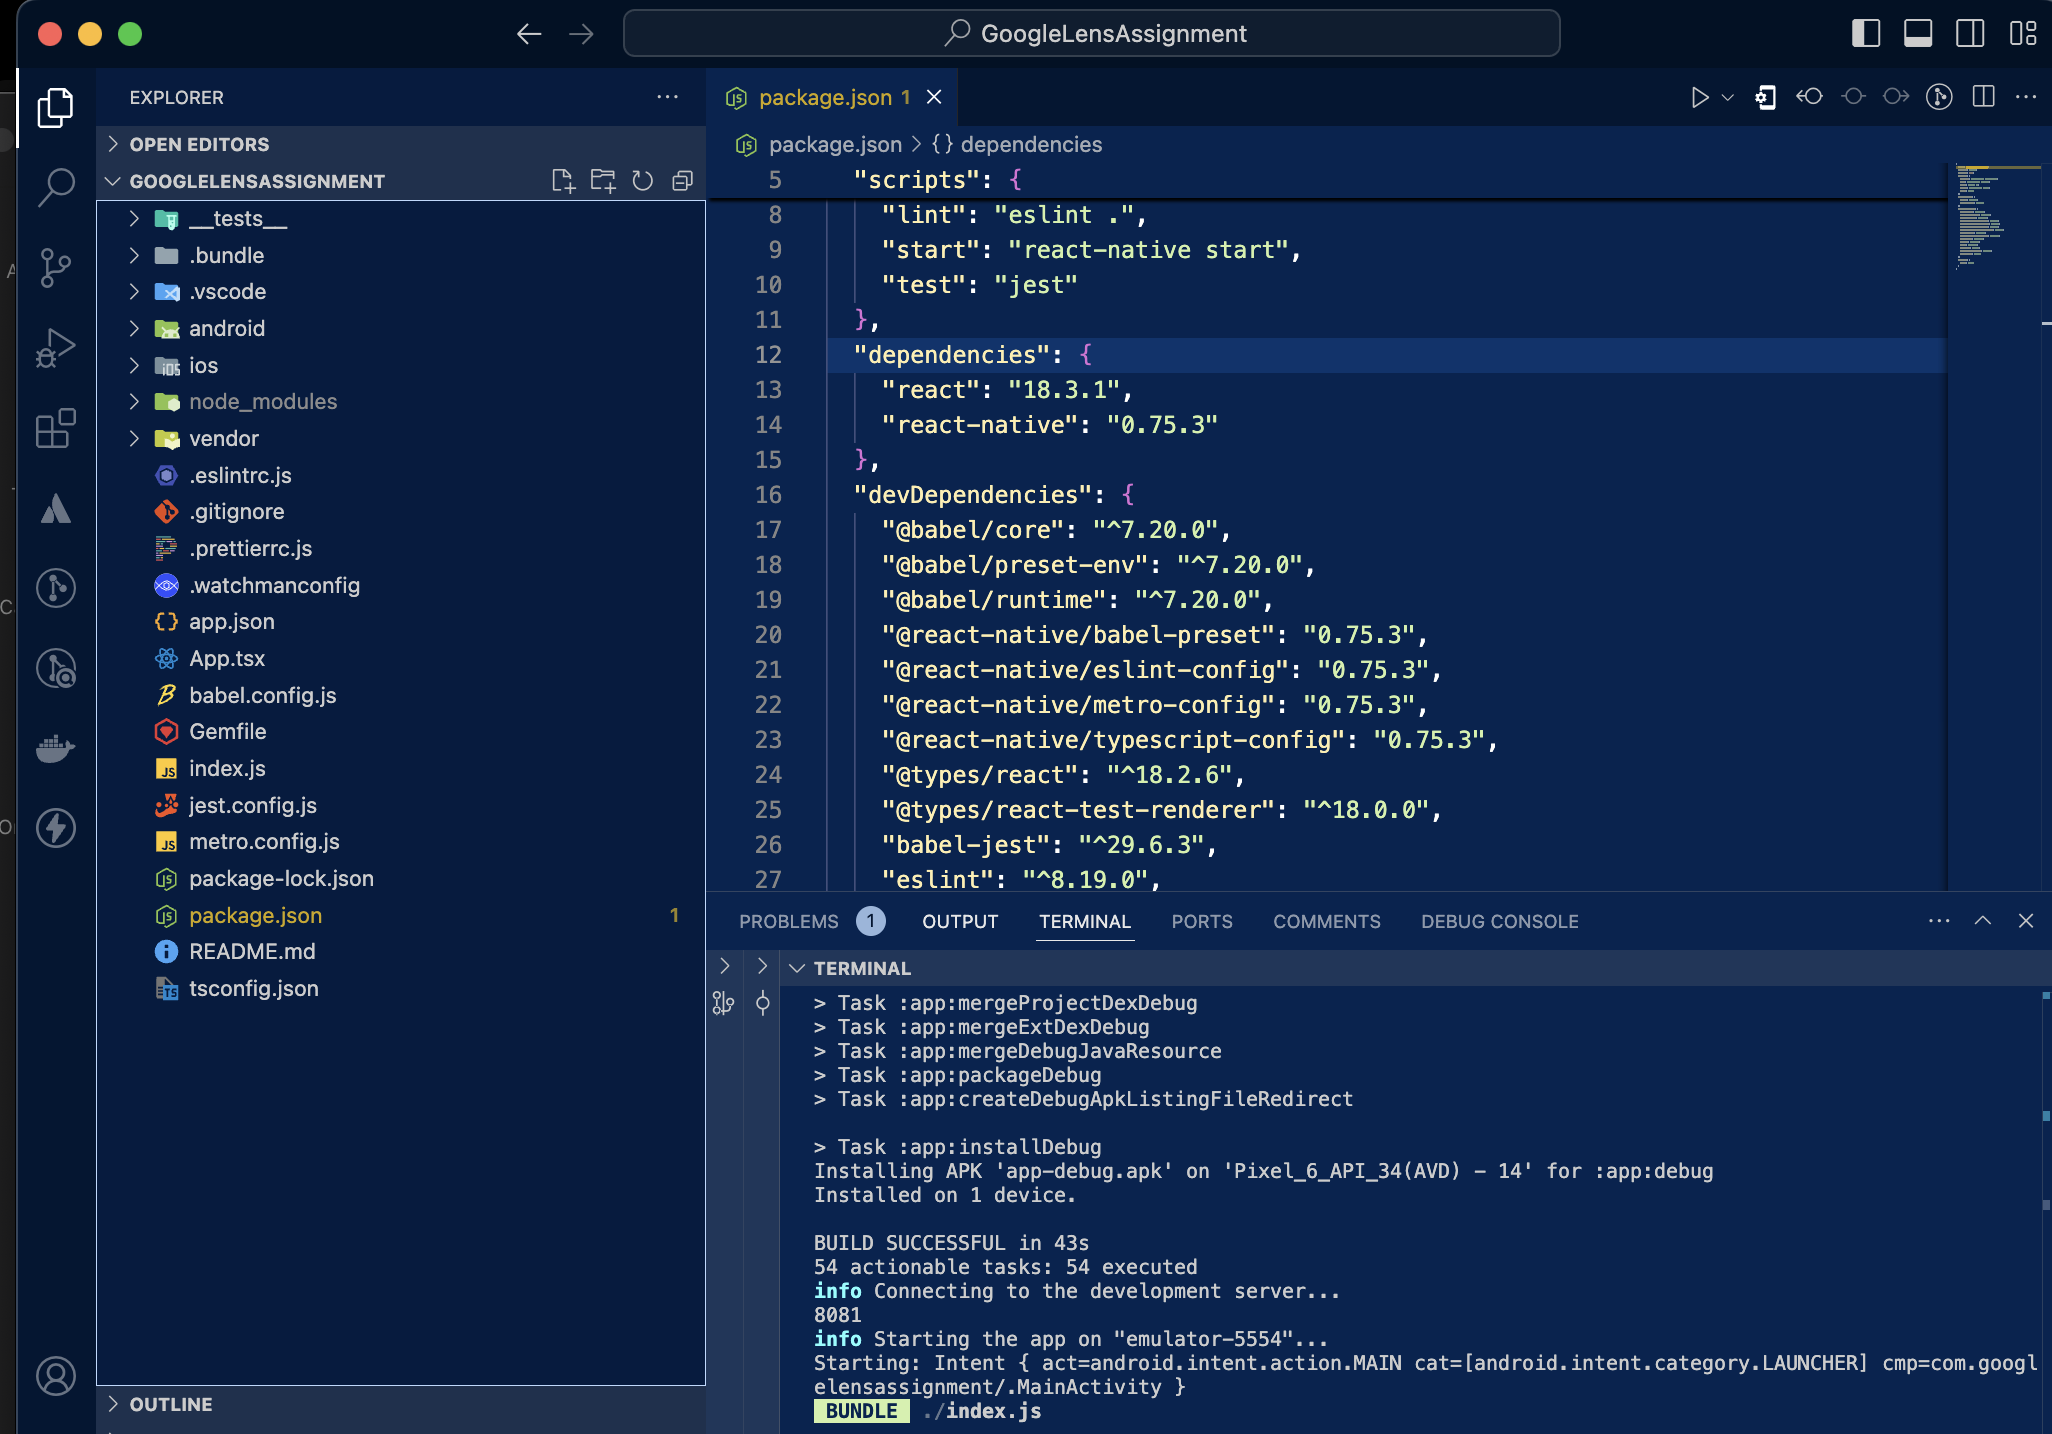 GoogleLensAssignment
EXPLORER
OPEN EDITORS
GOOGLELENSASSIGNMENT
__tests__
.bundle
.vscode
android
ios
node_modules
vendor
.eslintrc.js
.gitignore
.prettierrc.js
.watchmanconfig
app.json
App.tsx
babel.config.js
Gemfile
index.js
jest.config.js
metro.config.js
package-lock.json
package.json 1
README.md
tsconfig.json
OUTLINE
package.json 1
package.json > {} dependencies
5 "scripts": {
8 "lint": "eslint .",
9 "start": "react-native start",
10 "test": "jest"
11 },
12 "dependencies": {
13 "react": "18.3.1",
14 "react-native": "0.75.3"
15 },
16 "devDependencies": {
17 "@babel/core": "^7.20.0",
18 "@babel/preset-env": "^7.20.0",
19 "@babel/runtime": "^7.20.0",
20 "@react-native/babel-preset": "0.75.3",
21 "@react-native/eslint-config": "0.75.3",
22 "@react-native/metro-config": "0.75.3",
23 "@react-native/typescript-config": "0.75.3",
24 "@types/react": "^18.2.6",
25 "@types/react-test-renderer": "^18.0.0",
26 "babel-jest": "^29.6.3",
27 "eslint": "^8.19.0",
PROBLEMS 1 OUTPUT TERMINAL PORTS COMMENTS DEBUG CONSOLE
TERMINAL
> Task :app:mergeProjectDexDebug
> Task :app:mergeExtDexDebug
> Task :app:mergeDebugJavaResource
> Task :app:packageDebug
> Task :app:createDebugApkListingFileRedirect
> Task :app:installDebug
Installing APK 'app-debug.apk' on 'Pixel_6_API_34(AVD) - 14' for :app:debug
Installed on 1 device.
BUILD SUCCESSFUL in 43s
54 actionable tasks: 54 executed
info Connecting to the development server...
8081
info Starting the app on "emulator-5554"...
Starting: Intent { act=android.intent.action.MAIN cat=[android.intent.category.LAUNCHER] cmp=com.googl
elensassignment/.MainActivity }
BUNDLE ./index.js